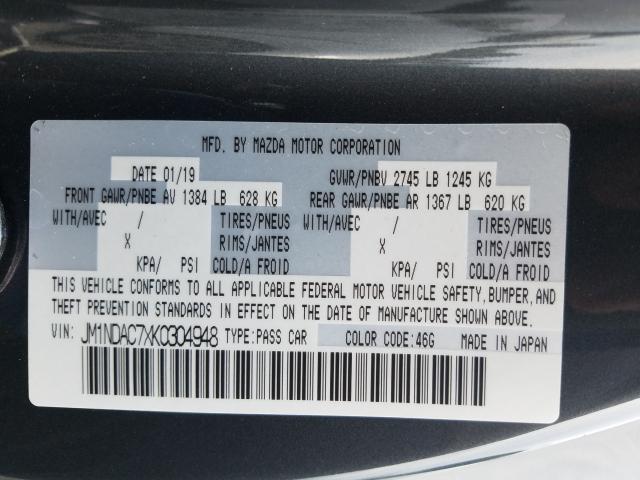 MFD. BY MAZDA MOTOR CORPORATION
DATE 01/19 GVWR/PNBV 2745 LB 1245 KG
FRONT GAWR/PNBE AV 1384 LB 628 KG REAR GAWR/PNBE AR 1367 LB 620 KG
WITH/AVEC / TIRES/PNEUS WITH/AVEC / TIRES/PNEUS
X RIMS/JANTES X RIMS/JANTES
KPA/ PSI COLD/A FROID KPA/ PSI COLD/A FROID
THIS VEHICLE CONFORMS TO ALL APPLICABLE FEDERAL MOTOR VEHICLE SAFETY, BUMPER, AND
THEFT PREVENTION STANDARDS IN EFFECT ON THE DATE OF MANUFACTURE SHOWN ABOVE.
VIN: JM1NDAC7XK0304948 TYPE: PASS CAR COLOR CODE: 46G MADE IN JAPAN